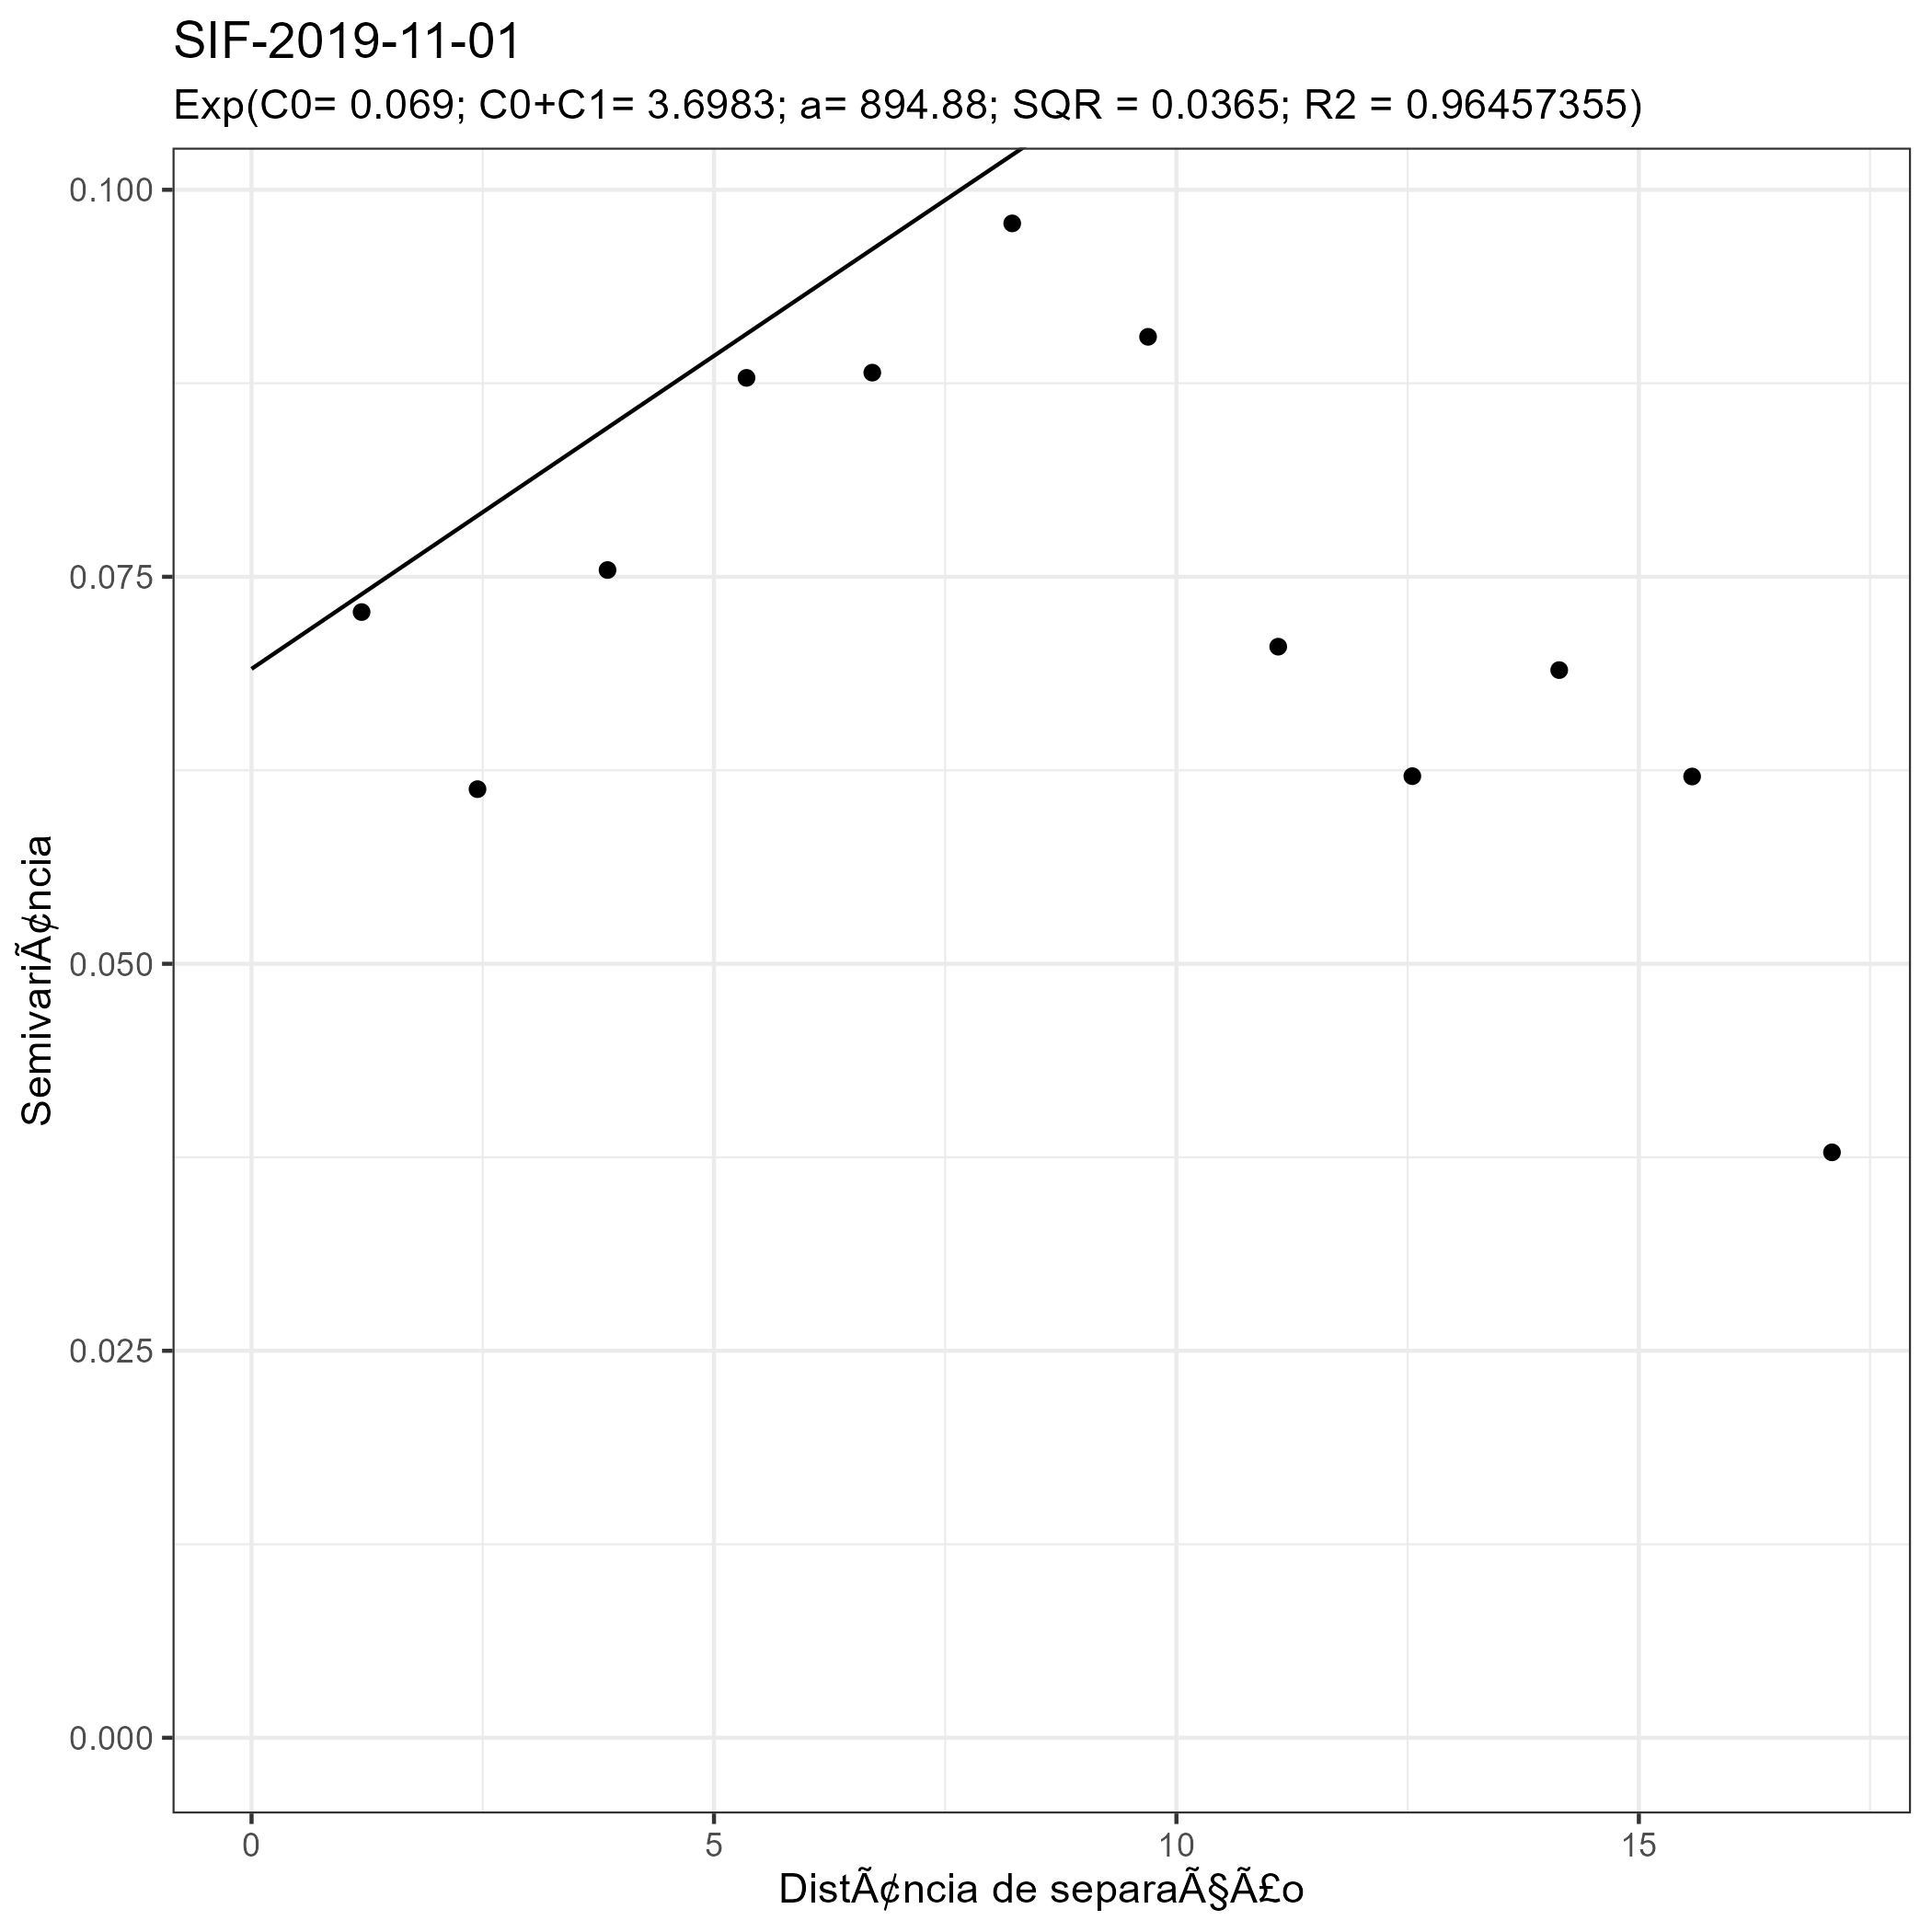 SIF-2019-11-01
Exp(C0= 0.069; C0+C1= 3.6983; a= 894.88; SQR = 0.0365; R2 = 0.96457355)
0.100
0.075
0.050
0.025
0.000
SemivariÃ¢ncia
0 5 10 15
DistÃ¢ncia de separaÃ§Ã£o